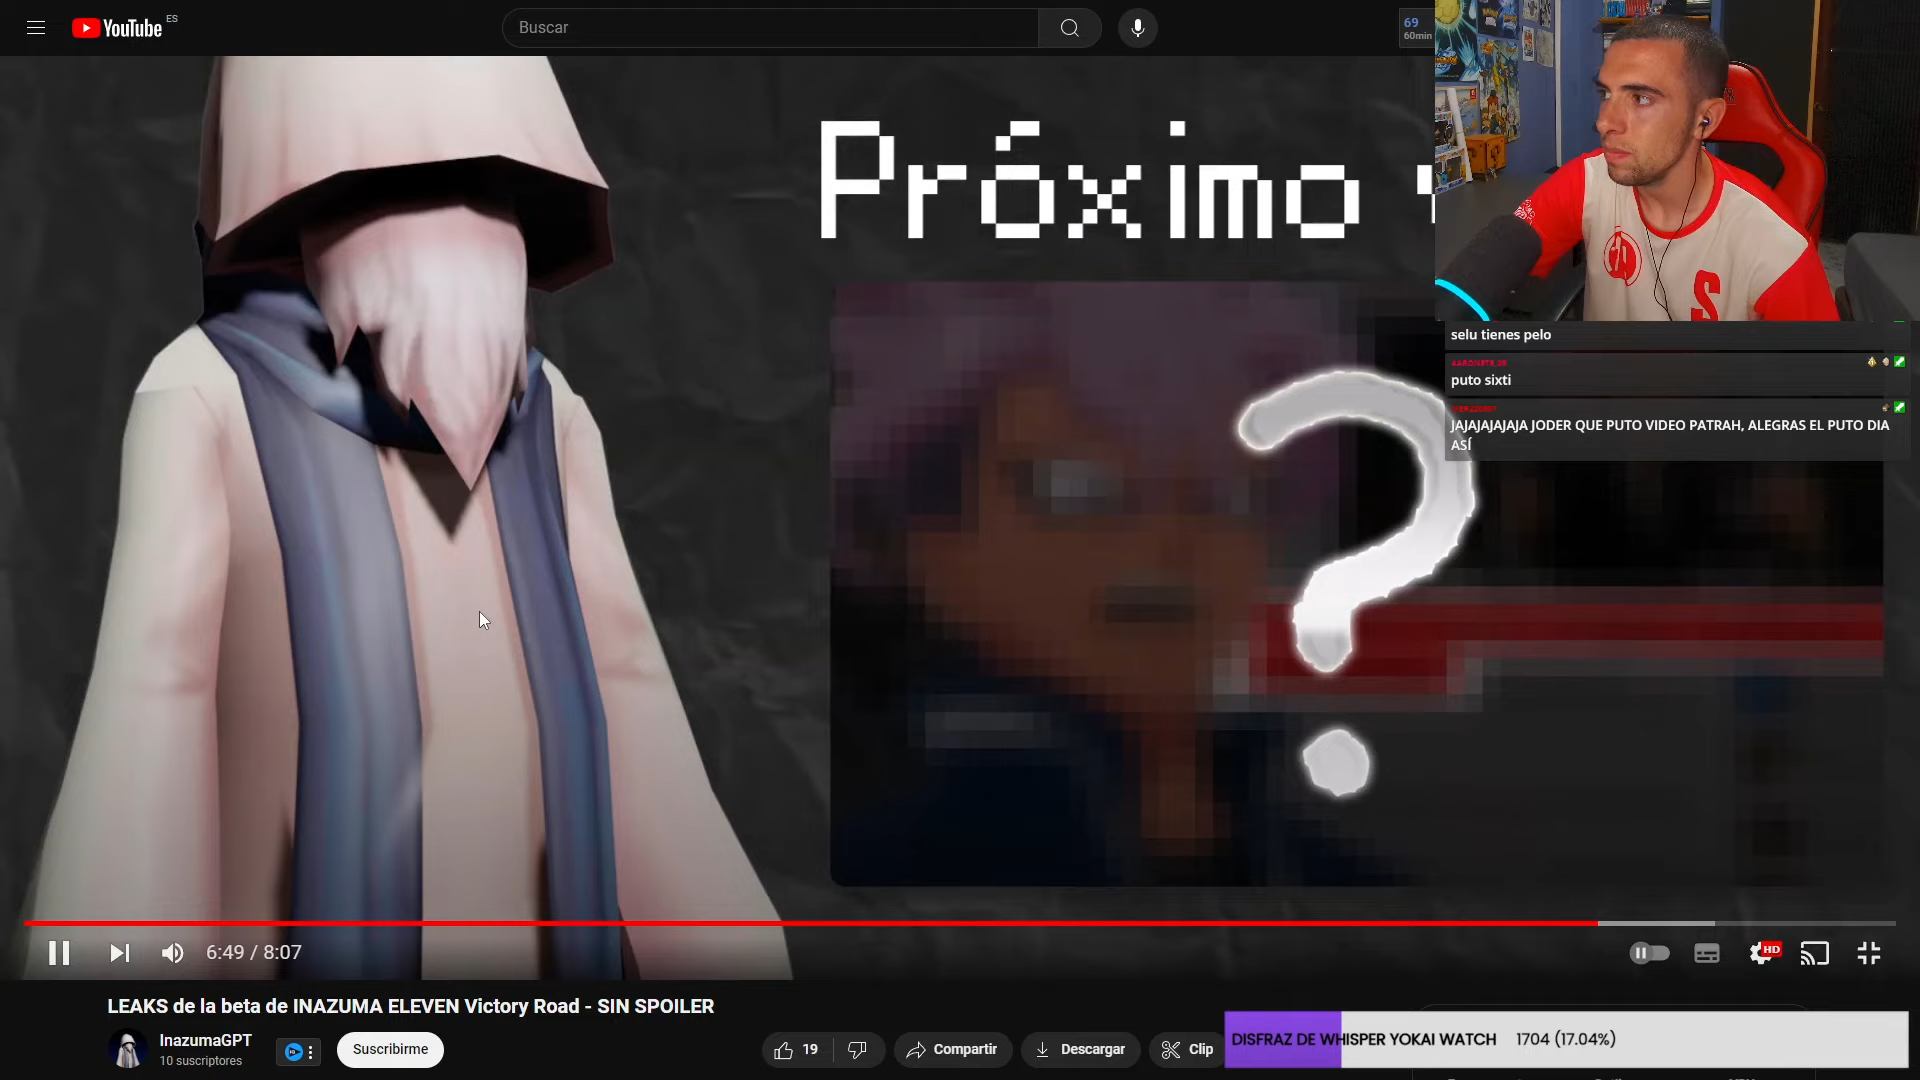 YouTube ES
Buscar
69
60min
Próximo
selu tienes pelo
puto sixti
JAJAJAJAJAJA JODER QUE PUTO VIDEO PATRAH, ALEGRAS EL PUTO DIA
ASÍ
S
6:49 / 8:07
HD
LEAKS de la beta de INAZUMA ELEVEN Victory Road - SIN SPOILER
InazumaGPT
10 suscriptores
Suscribirme
19
Compartir
Descargar
Clip
DISFRAZ DE WHISPER YOKAI WATCH 1704 (17.04%)